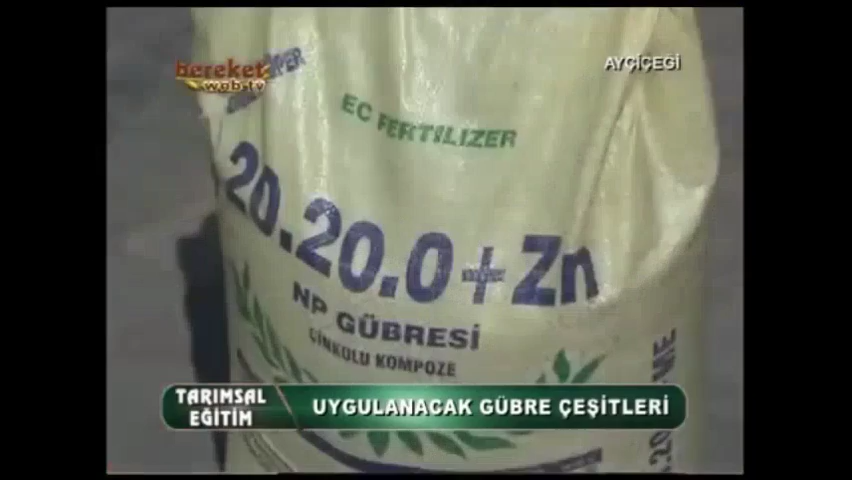 bereket
web-tv
AYÇİÇEĞİ
EC FERTILIZER
20.20.0+Zn
NP GÜBRESİ
ÇİNKOLU KOMPOZE
TARIMSAL
EĞİTİM
UYGULANACAK GÜBRE ÇEŞİTLERİ